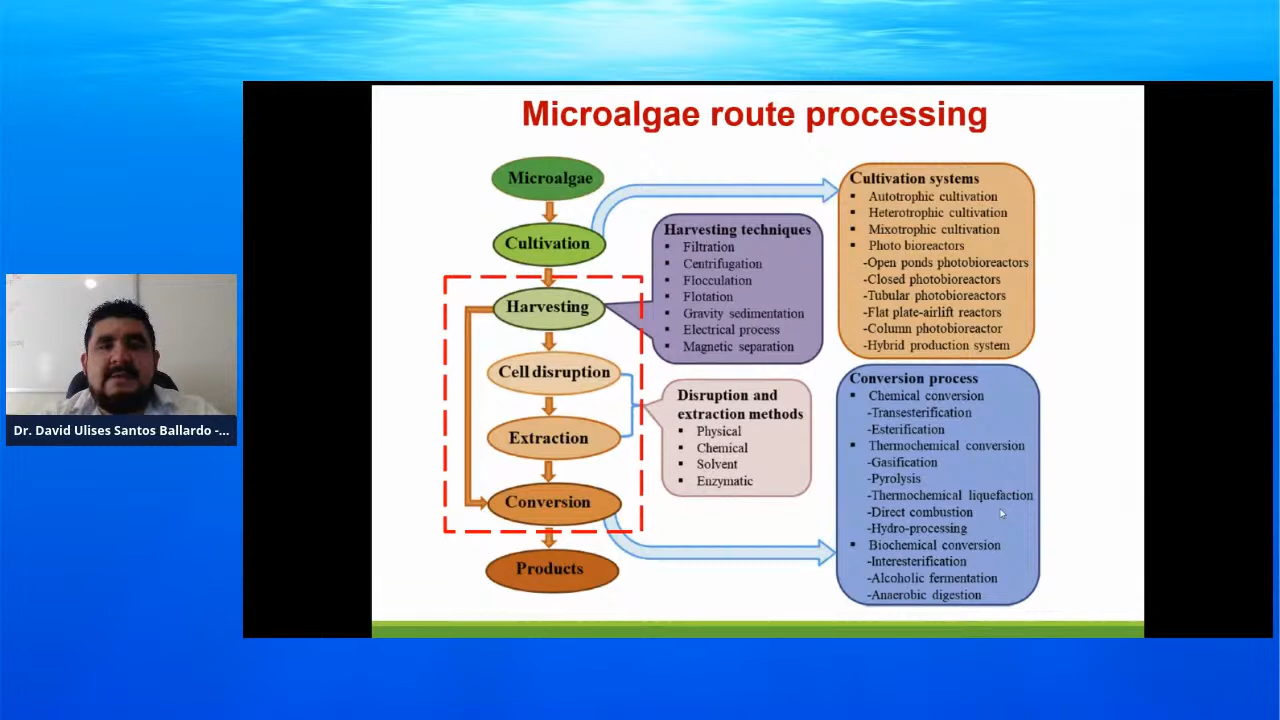 Microalgae route processing
Microalgae
Cultivation
Harvesting
Cell disruption
Extraction
Conversion
Products
Harvesting techniques
▪ Filtration
▪ Centrifugation
▪ Flocculation
▪ Flotation
▪ Gravity sedimentation
▪ Electrical process
▪ Magnetic separation
Disruption and
extraction methods
▪ Physical
▪ Chemical
▪ Solvent
▪ Enzymatic
Cultivation systems
▪ Autotrophic cultivation
▪ Heterotrophic cultivation
▪ Mixotrophic cultivation
▪ Photo bioreactors
-Open ponds photobioreactors
-Closed photobioreactors
-Tubular photobioreactors
-Flat plate-airlift reactors
-Column photobioreactor
-Hybrid production system
Conversion process
▪ Chemical conversion
-Transesterification
-Esterification
▪ Thermochemical conversion
-Gasification
-Pyrolysis
-Thermochemical liquefaction
-Direct combustion
-Hydro-processing
▪ Biochemical conversion
-Interesterification
-Alcoholic fermentation
-Anaerobic digestion
Dr. David Ulises Santos Ballardo -...